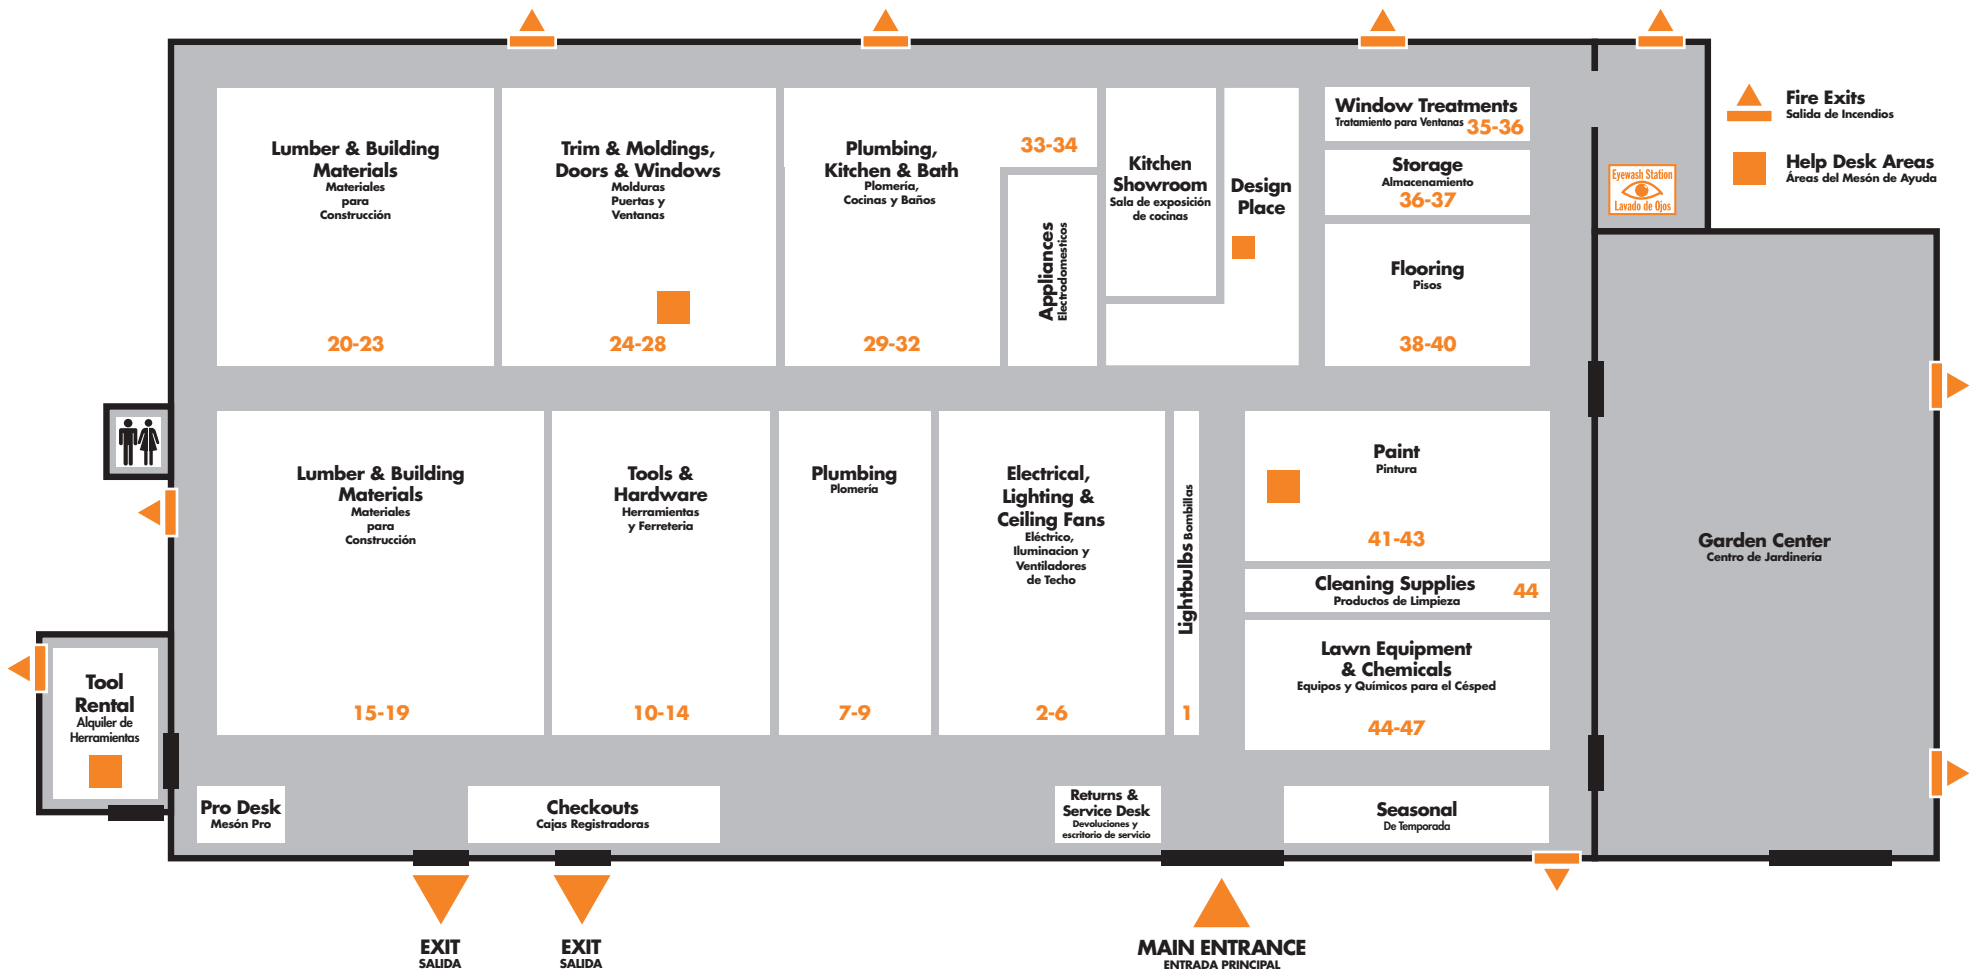 Lumber & Building
Materials
Materiales
para
Construcción
20-23
Trim & Moldings,
Doors & Windows
Molduras
Puertas y
Ventanas
24-28
Plumbing,
Kitchen & Bath
Plomería,
Cocinas y Baños
29-32
33-34
Appliances
Electrodomesticos
Kitchen
Showroom
Sala de exposición
de cocinas
Design
Place
Window Treatments
Tratamiento para Ventanas 35-36
Storage
Almacenamiento
36-37
Flooring
Pisos
38-40
Eyewash Station
Lavado de Ojos
Fire Exits
Salida de Incendios
Help Desk Areas
Áreas del Mesón de Ayuda
Lumber & Building
Materials
Materiales
para
Construcción
15-19
Tools &
Hardware
Herramientas
y Ferreteria
10-14
Plumbing
Plomería
7-9
Electrical,
Lighting &
Ceiling Fans
Eléctrico,
Iluminacion y
Ventiladores
de Techo
2-6
Lightbulbs Bombillas
1
Paint
Pintura
41-43
Cleaning Supplies
Productos de Limpieza
44
Lawn Equipment
& Chemicals
Equipos y Químicos para el Césped
44-47
Garden Center
Centro de Jardinería
Tool
Rental
Alquiler de
Herramientas
Pro Desk
Mesón Pro
Checkouts
Cajas Registradoras
Returns &
Service Desk
Devoluciones y
escritorio de servicio
Seasonal
De Temporada
EXIT
SALIDA
EXIT
SALIDA
MAIN ENTRANCE
ENTRADA PRINCIPAL